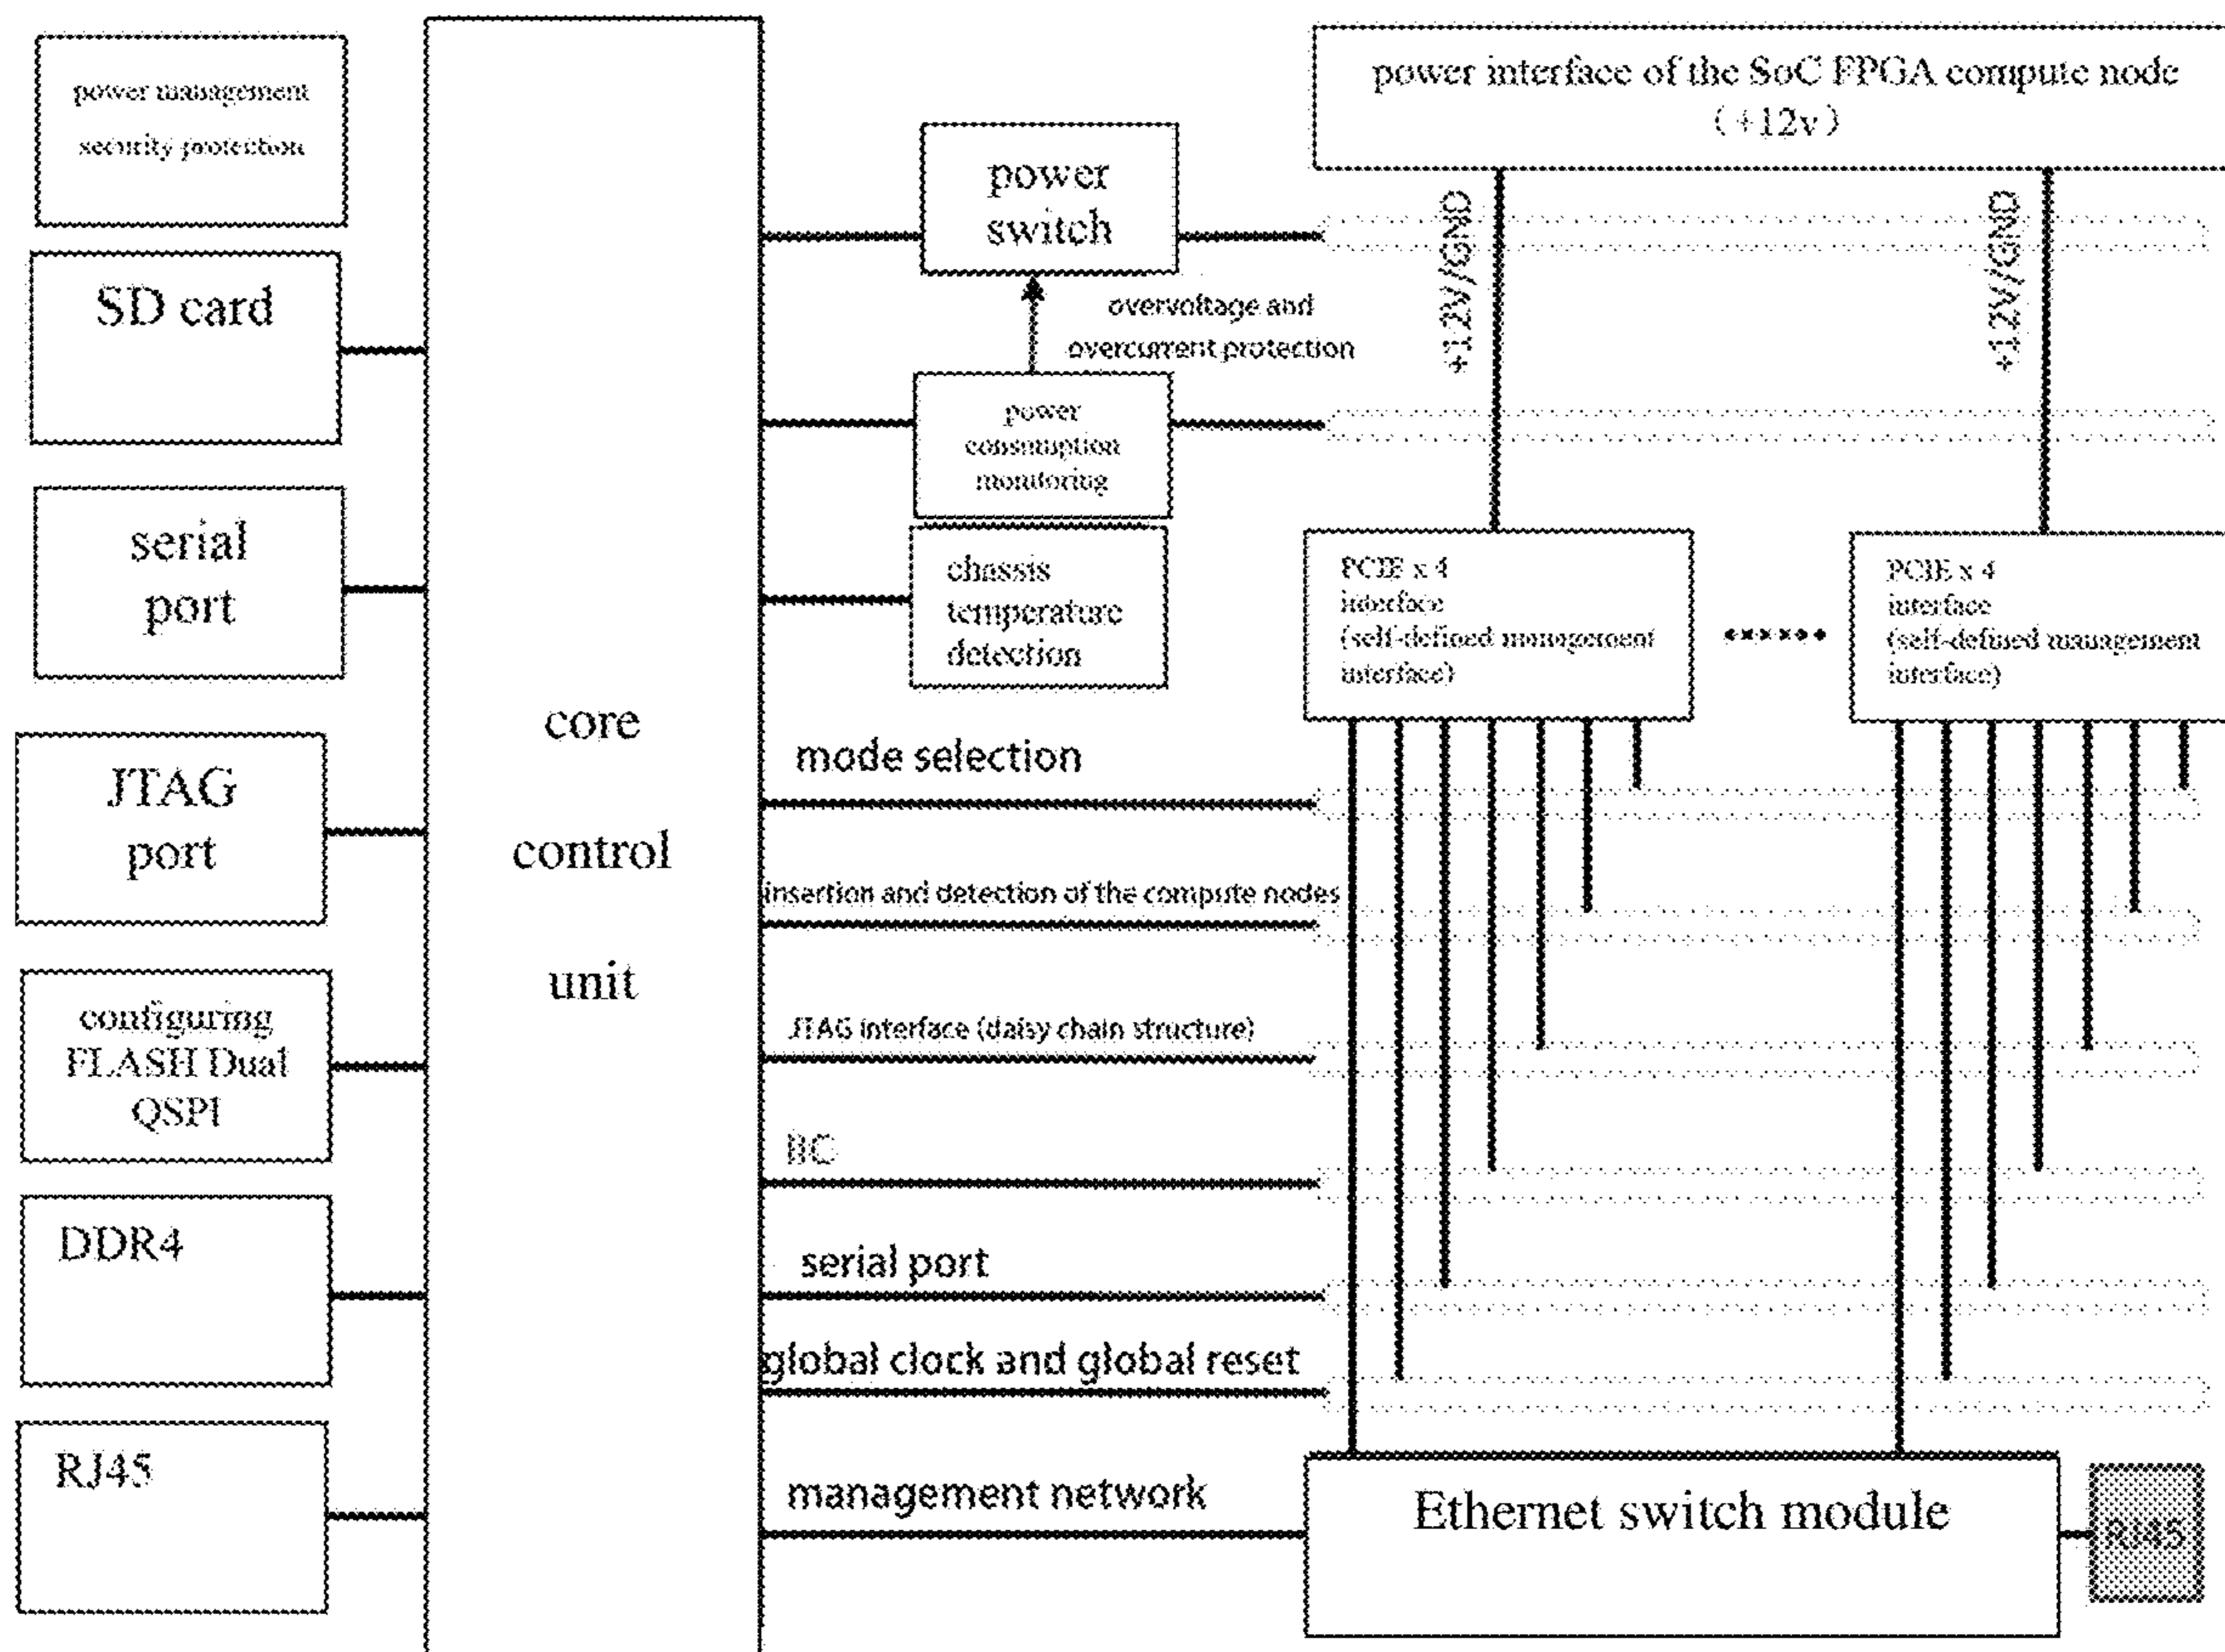 power management
security protection
SD card
serial
port
JTAG
port
configuring
FLASH Dual
QSPI
DDR4
RJ45
core
control
unit
power
switch
overvoltage and
overcurrent protection
power
consumption
monitoring
chassis
temperature
detection
mode selection
insertion and detection of the compute nodes
JTAG interface (daisy chain structure)
serial port
global clock and global reset
management network
power interface of the SoC FPGA compute node
(+12v)
+12V/GND
+12V/GND
PCIE x 4
interface
(self-defined management
interface)
PCIE x 4
interface
(self-defined management
interface)
Ethernet switch module
RJ45